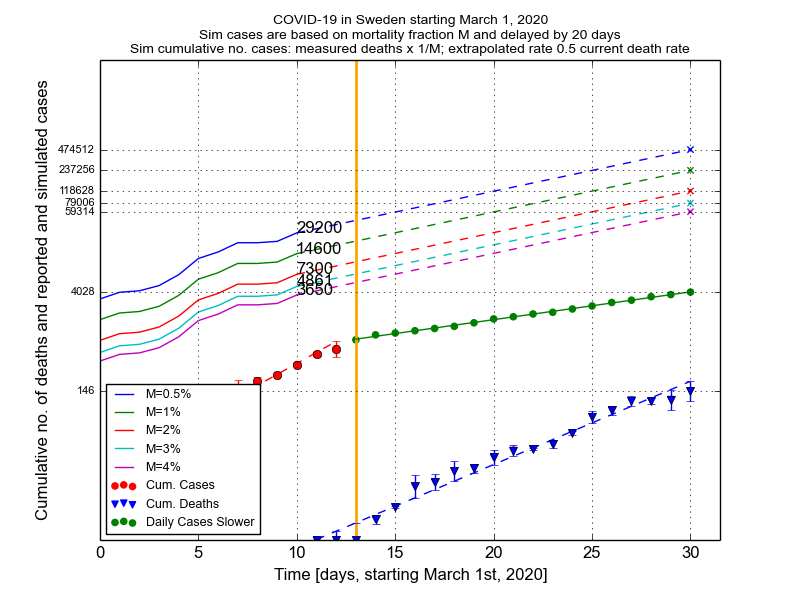 COVID-19 in Sweden starting March 1, 2020
Sim cases are based on mortality fraction M and delayed by 20 days
Sim cumulative no. cases: measured deaths x 1/M; extrapolated rate 0.5 current death rate
Cumulative no. of deaths and reported and simulated cases
474512
237256
118628
79006
59314
4028
146
29200
14600
7300
4861
3650
M=0.5%
M=1%
M=2%
M=3%
M=4%
Cum. Cases
Cum. Deaths
Daily Cases Slower
0 5 10 15 20 25 30
Time [days, starting March 1st, 2020]